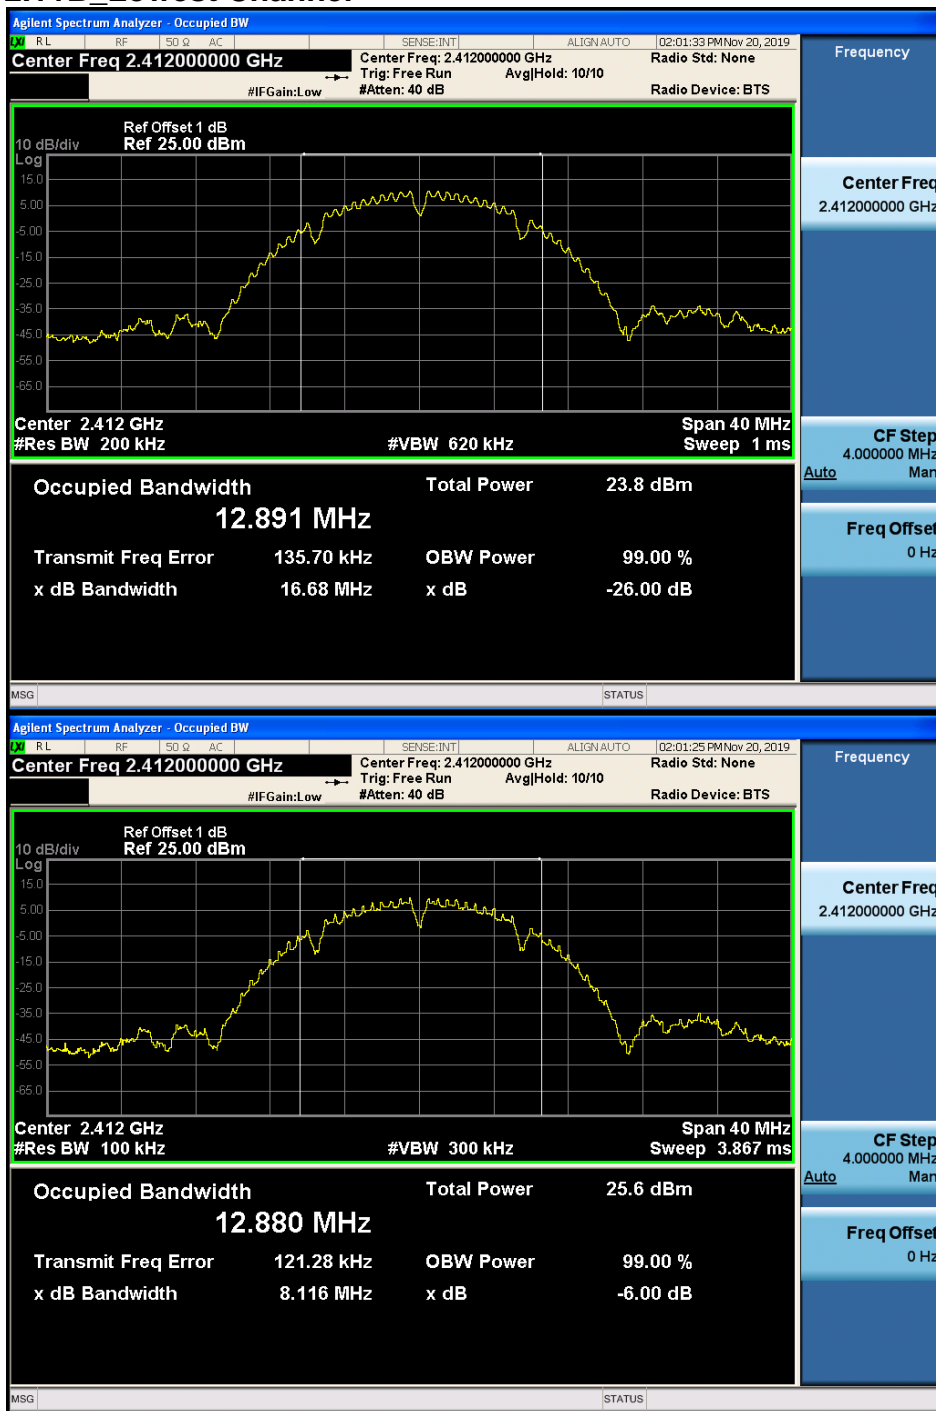 Agilent Spectrum Analyzer - Occupied BW
LXI RL RF 50 Ω AC SENSE:INT ALIGN AUTO 02:01:33 PM Nov 20, 2019
Center Freq 2.412000000 GHz
Center Freq: 2.412000000 GHz Radio Std: None
Trig: Free Run Avg|Hold: 10/10
#IFGain:Low #Atten: 40 dB Radio Device: BTS
Frequency
Ref Offset 1 dB
10 dB/div Ref 25.00 dBm
Log
15.0
5.00
-5.00
-15.0
-25.0
-35.0
-45.0
-55.0
-65.0
Center Freq
2.412000000 GHz
Center 2.412 GHz Span 40 MHz
#Res BW 200 kHz #VBW 620 kHz Sweep 1 ms
CF Step
4.000000 MHz
Auto Man
Occupied Bandwidth Total Power 23.8 dBm
12.891 MHz
Transmit Freq Error 135.70 kHz OBW Power 99.00 %
x dB Bandwidth 16.68 MHz x dB -26.00 dB
Freq Offset
0 Hz
MSG STATUS
Agilent Spectrum Analyzer - Occupied BW
LXI RL RF 50 Ω AC SENSE:INT ALIGN AUTO 02:01:25 PM Nov 20, 2019
Center Freq 2.412000000 GHz
Center Freq: 2.412000000 GHz Radio Std: None
Trig: Free Run Avg|Hold: 10/10
#IFGain:Low #Atten: 40 dB Radio Device: BTS
Frequency
Ref Offset 1 dB
10 dB/div Ref 25.00 dBm
Log
15.0
5.00
-5.00
-15.0
-25.0
-35.0
-45.0
-55.0
-65.0
Center Freq
2.412000000 GHz
Center 2.412 GHz Span 40 MHz
#Res BW 100 kHz #VBW 300 kHz Sweep 3.867 ms
CF Step
4.000000 MHz
Auto Man
Occupied Bandwidth Total Power 25.6 dBm
12.880 MHz
Transmit Freq Error 121.28 kHz OBW Power 99.00 %
x dB Bandwidth 8.116 MHz x dB -6.00 dB
Freq Offset
0 Hz
MSG STATUS